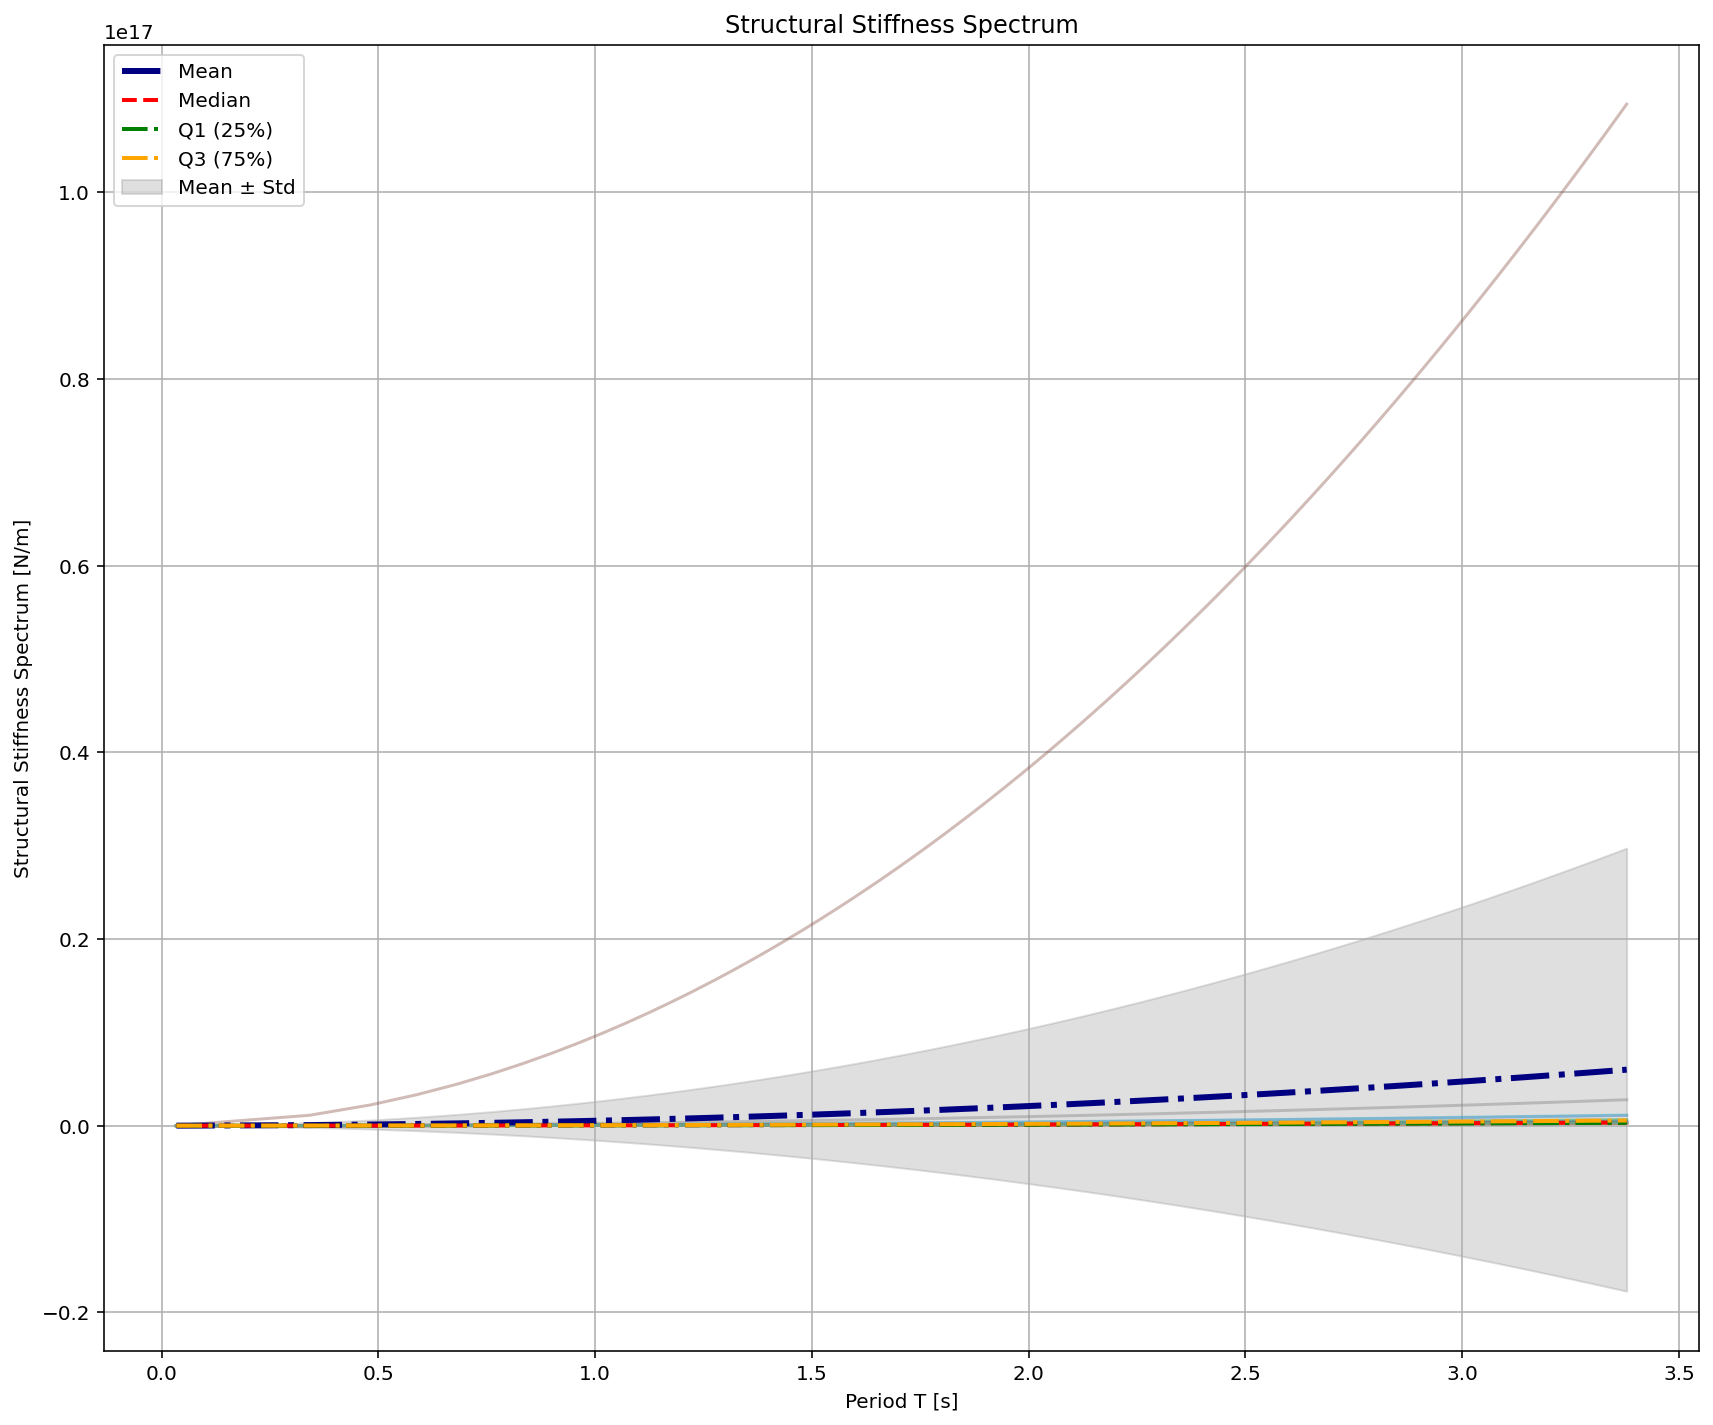 Structural Stiffness Spectrum
1e17
Mean
Median
Q1 (25%)
Q3 (75%)
Mean ± Std
1.0
0.8
0.6
0.4
0.2
0.0
−0.2
Structural Stiffness Spectrum [N/m]
0.0 0.5 1.0 1.5 2.0 2.5 3.0 3.5
Period T [s]